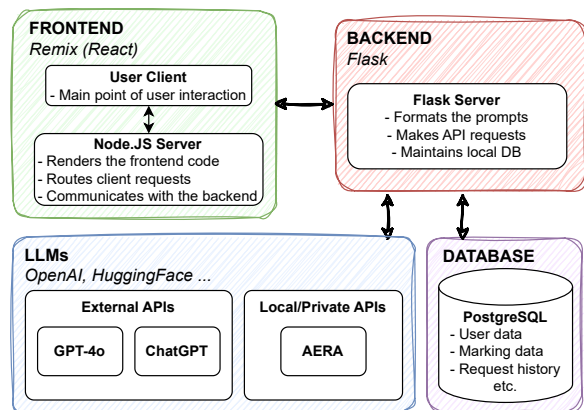 FRONTEND
Remix (React)
User Client
- Main point of user interaction
Node.JS Server
- Renders the frontend code
- Routes client requests
- Communicates with the backend
BACKEND
Flask
Flask Server
- Formats the prompts
- Makes API requests
- Maintains local DB
LLMs
OpenAI, HuggingFace ...
External APIs
GPT-4o
ChatGPT
Local/Private APIs
AERA
DATABASE
PostgreSQL
- User data
- Marking data
- Request history
etc.